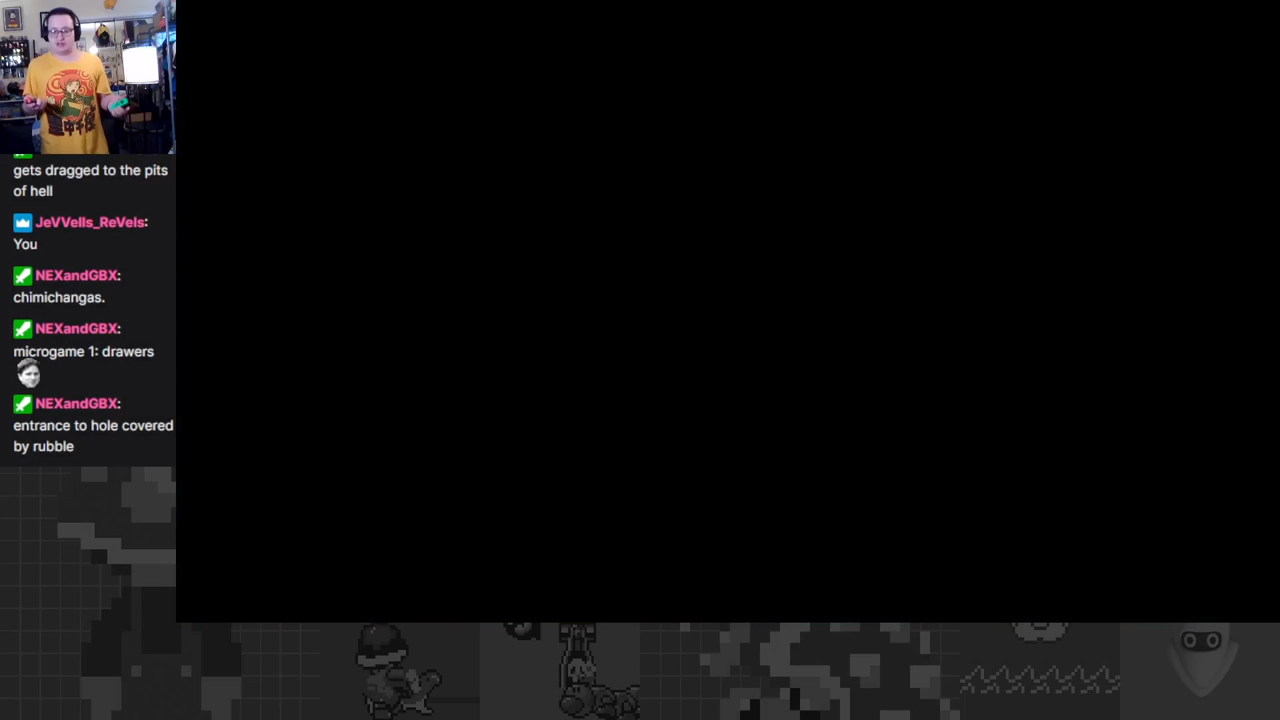 gets dragged to the pits
of hell
JeVVells_ReVels:
You
NEXandGBX:
chimichangas.
NEXandGBX:
microgame 1: drawers
NEXandGBX:
entrance to hole covered
by rubble